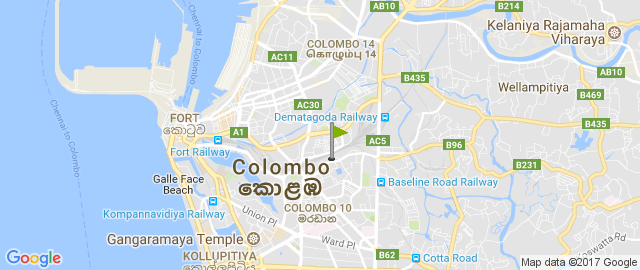 AB10
B214
Kelaniya Rajamaha
Viharaya
Chennai to Colombo
COLOMBO 14
கொழும்பு 14
AC11
B435
AB10
Wellampitiya
B469
AC30
Dematagoda Railway
B435
FORT
කොටුව
A1
AC5
B96
Fort Railway
B231
Chennai to Colombo
Colombo
කොළඹ
Galle Face
Beach
Baseline Road Railway
Kompannavidiya Railway
Union Pl
COLOMBO 10
මරදාන
Gangaramaya Temple
Ward Pl
KOLLUPITIYA
B62
Cotta Road
Google
Map data ©2017 Google